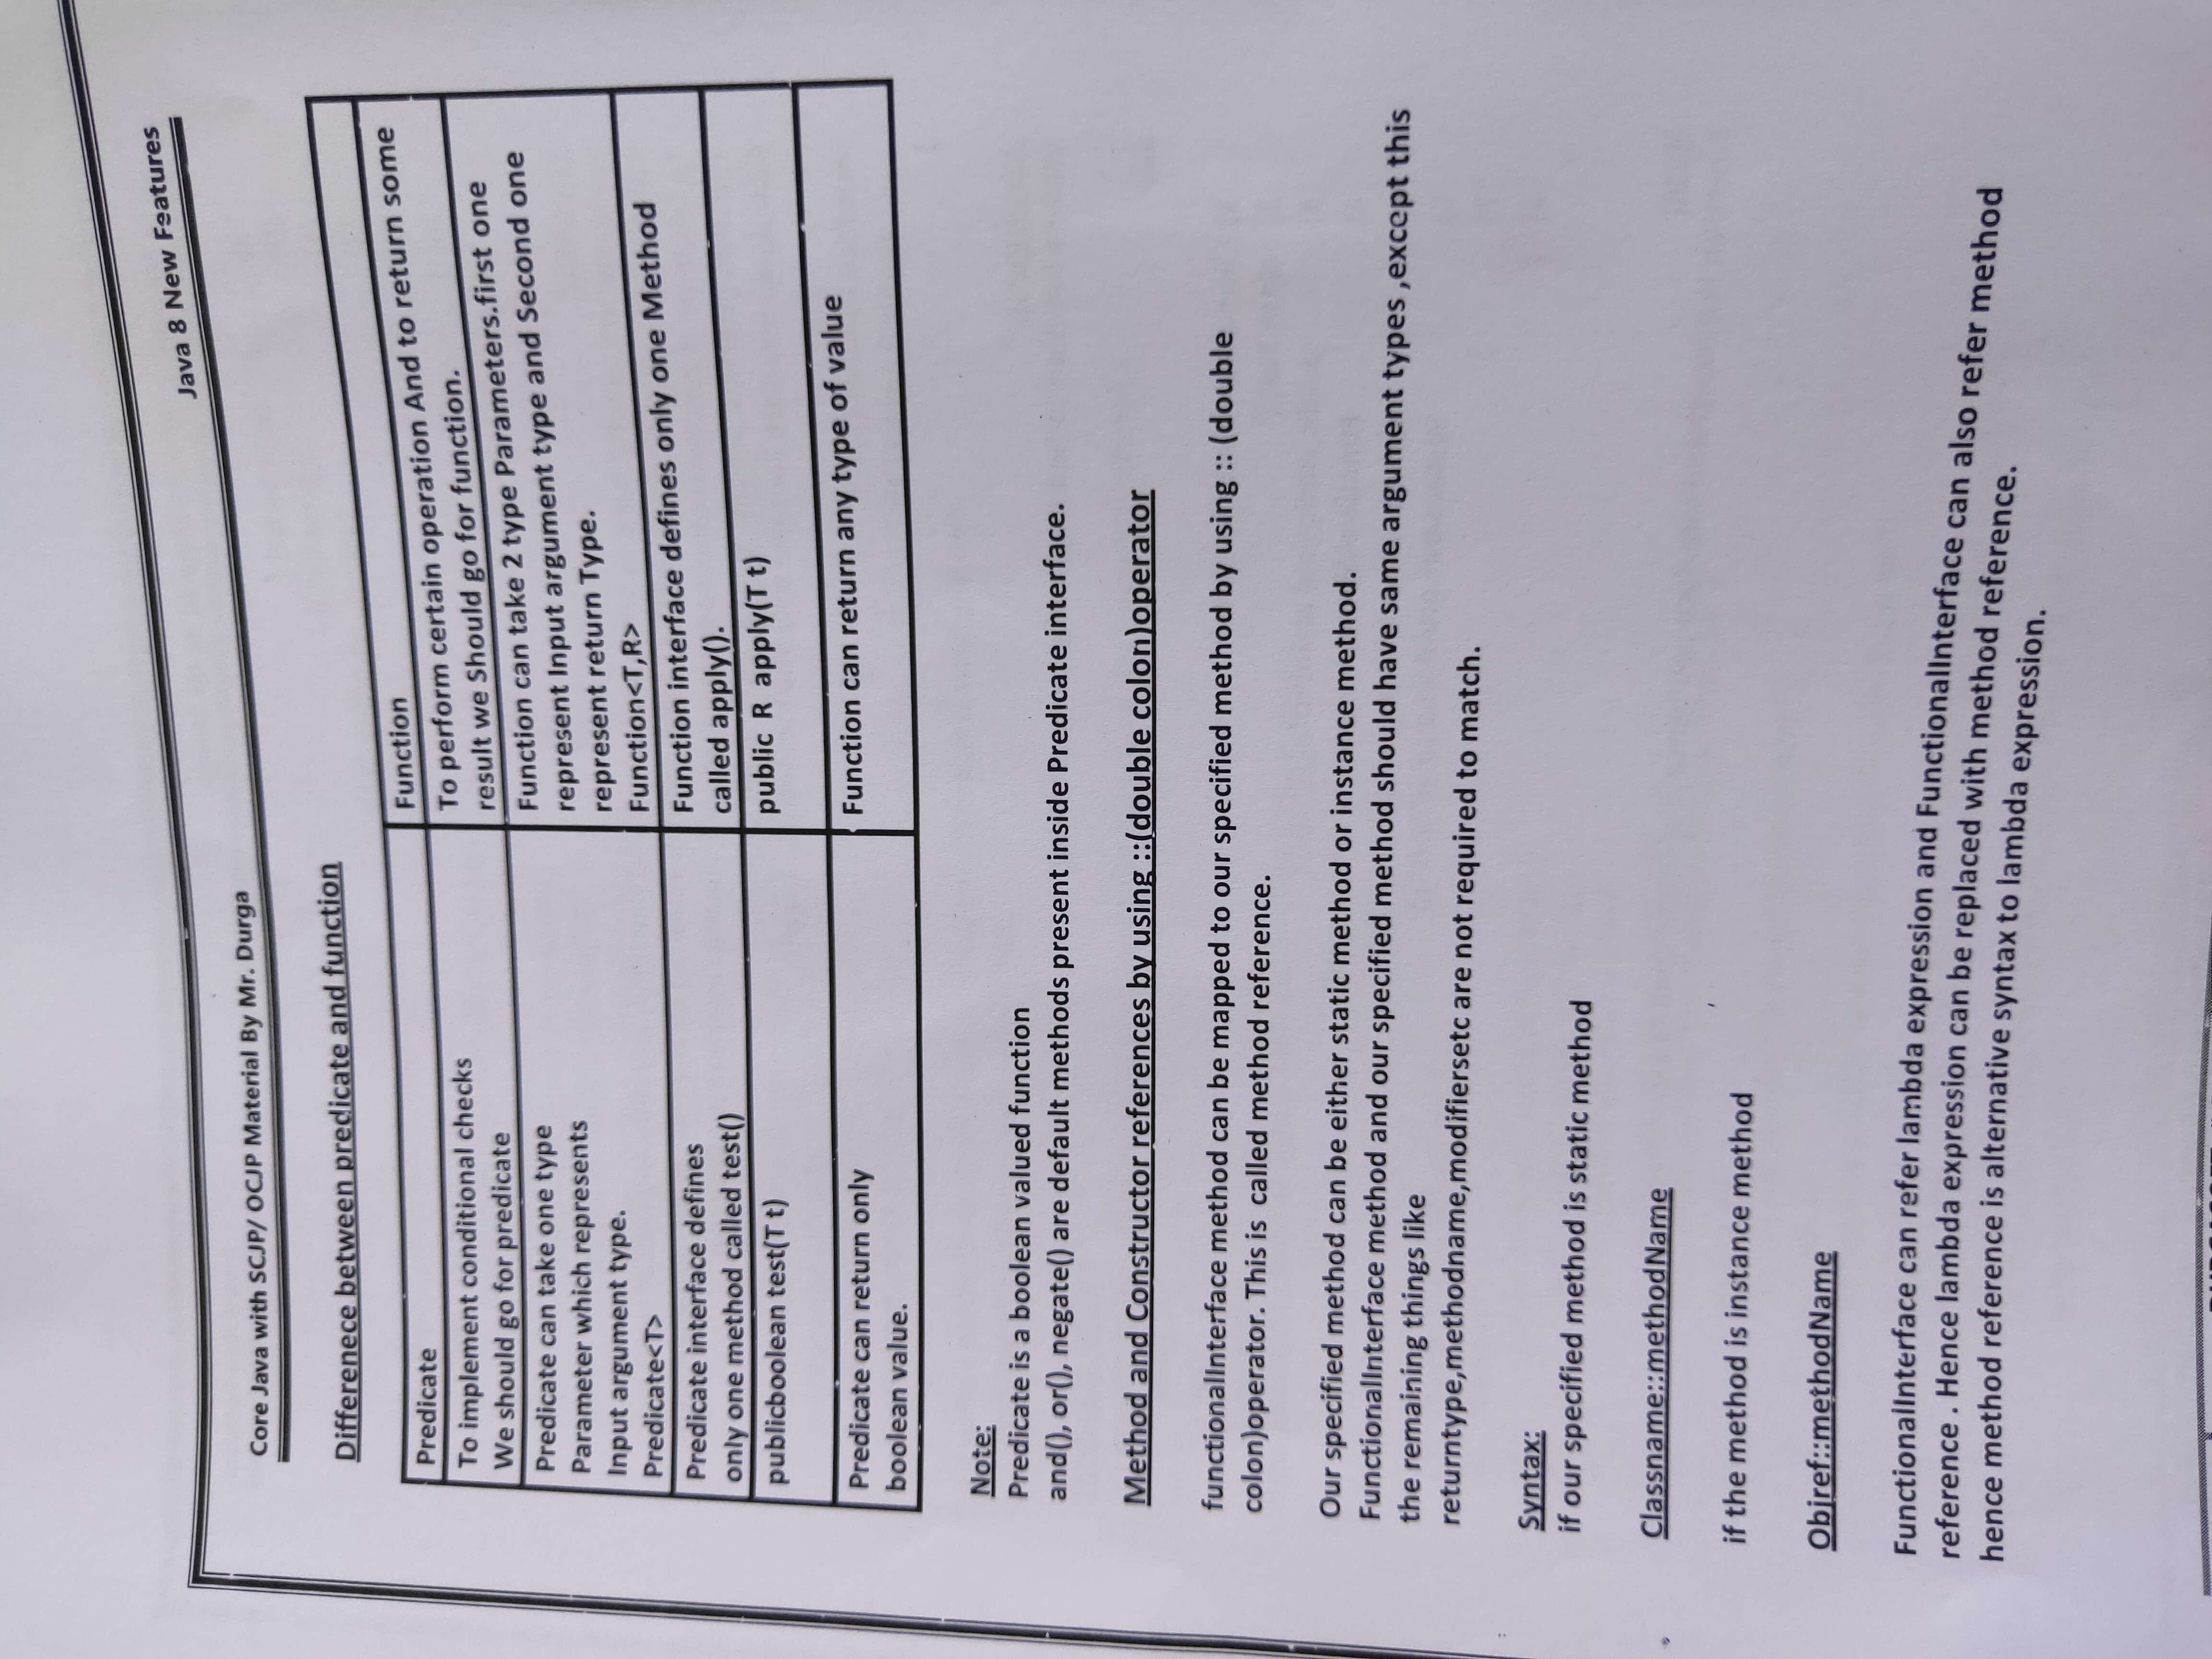 Java 8 New Features
Core Java with SCJP/ OCJP Material By Mr. Durga
Differenece between predicate and function
Predicate
Function
To implement conditional checks
We should go for predicate
To perform certain operation And to return some
result we Should go for function.
Predicate can take one type
Parameter which represents
Input argument type.
Predicate<T>
Function can take 2 type Parameters.first one
represent Input argument type and Second one
represent return Type.
Function<T,R>
Predicate interface defines
only one method called test()
Function interface defines only one Method
called apply().
publicboolean test(T t)
public R apply(T t)
Predicate can return only
boolean value.
Function can return any type of value
Note:
Predicate is a boolean valued function
and(), or(), negate() are default methods present inside Predicate interface.
Method and Constructor references by using ::(double colon)operator
functionalInterface method can be mapped to our specified method by using :: (double
colon)operator. This is called method reference.
Our specified method can be either static method or instance method.
FunctionalInterface method and our specified method should have same argument types ,except this
the remaining things like
returntype,methodname,modifiersetc are not required to match.
Syntax:
if our specified method is static method
Classname::methodName
if the method is instance method
Objref::methodName
FunctionalInterface can refer lambda expression and FunctionalInterface can also refer method
reference . Hence lambda expression can be replaced with method reference.
hence method reference is alternative syntax to lambda expression.